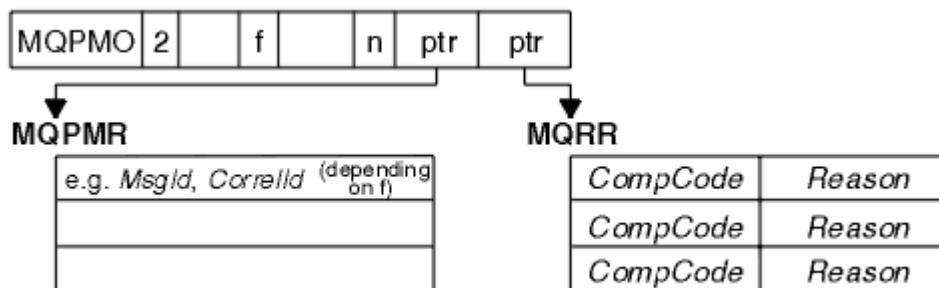 MQPMO 2 f n ptr ptr
MQPMR MQRR
e.g. MsgId, CorrelId (depending on f) CompCode Reason
CompCode Reason
CompCode Reason